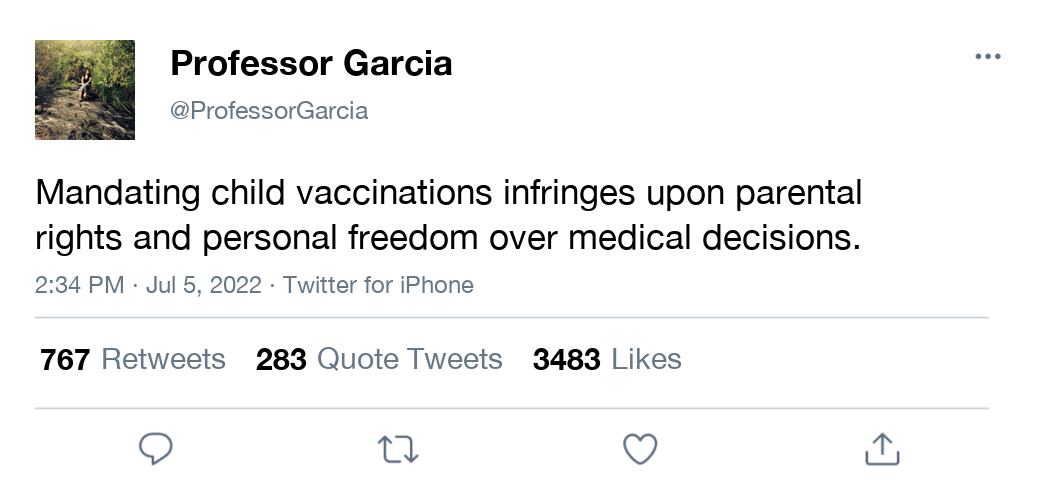 Professor Garcia
@ProfessorGarcia
Mandating child vaccinations infringes upon parental
rights and personal freedom over medical decisions.
2:34 PM · Jul 5, 2022 · Twitter for iPhone
767 Retweets 283 Quote Tweets 3483 Likes